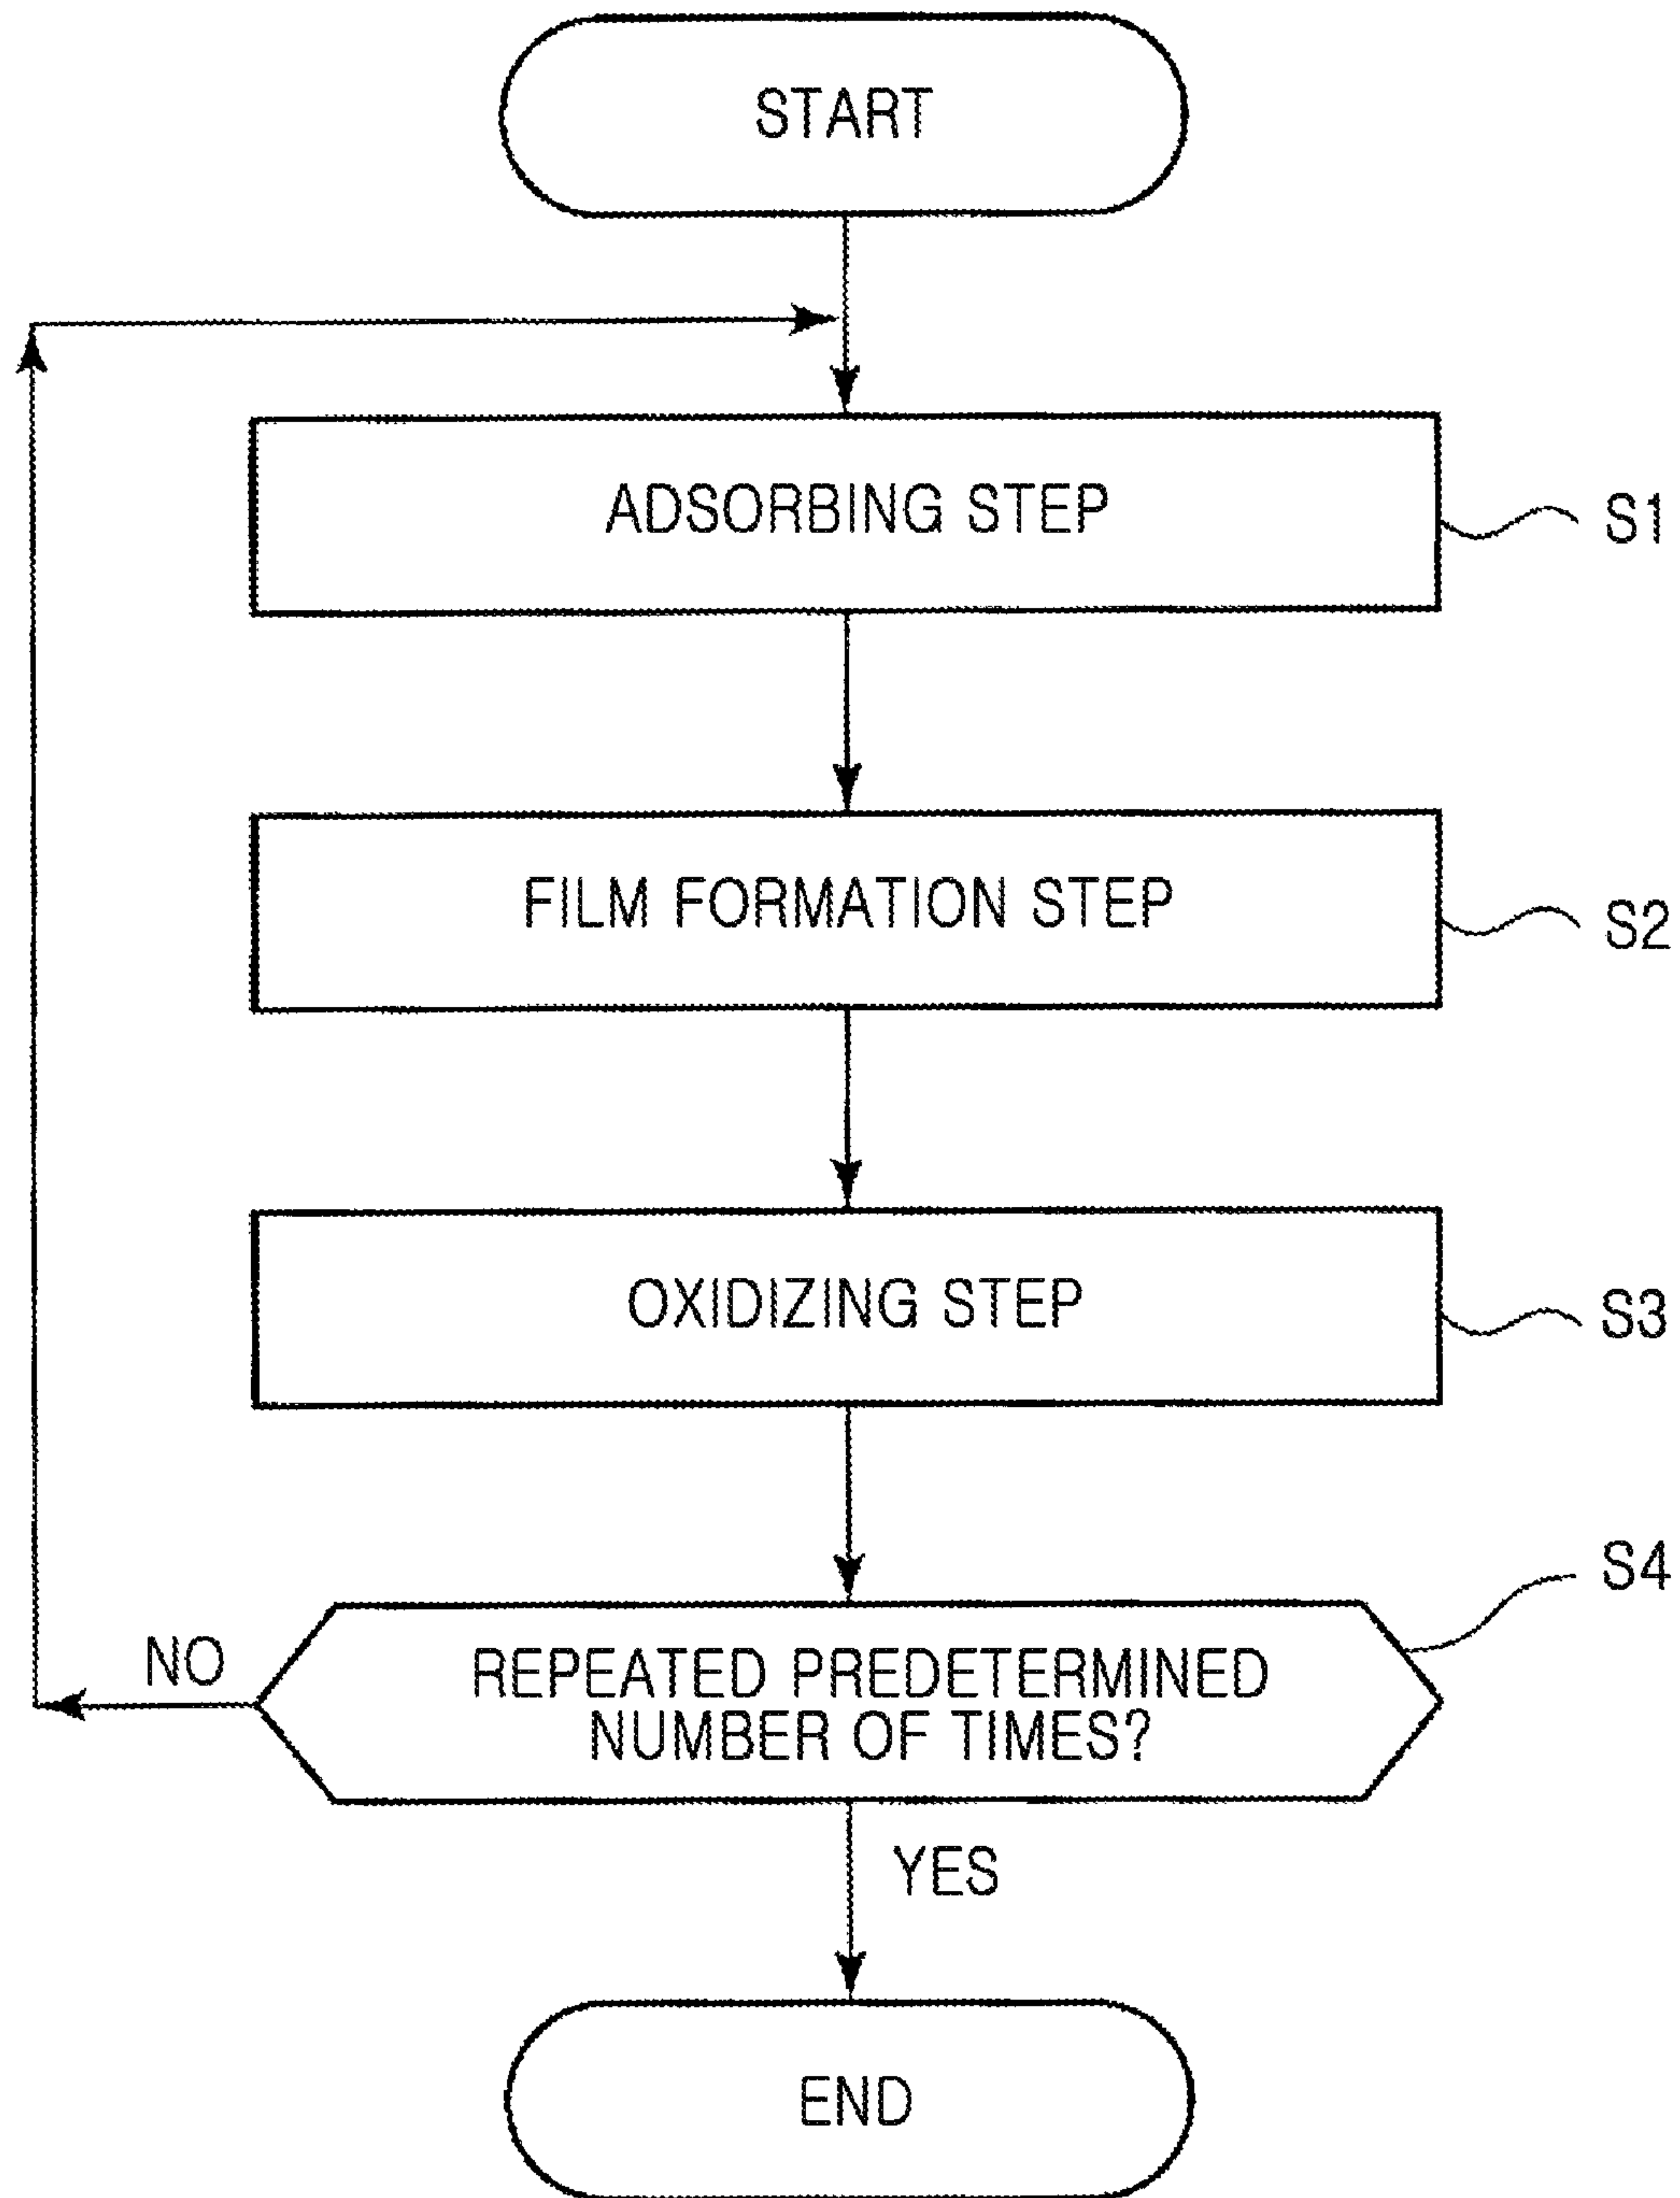 START
ADSORBING STEP
S1
FILM FORMATION STEP
S2
OXIDIZING STEP
S3
S4
NO
REPEATED PREDETERMINED
NUMBER OF TIMES?
YES
END